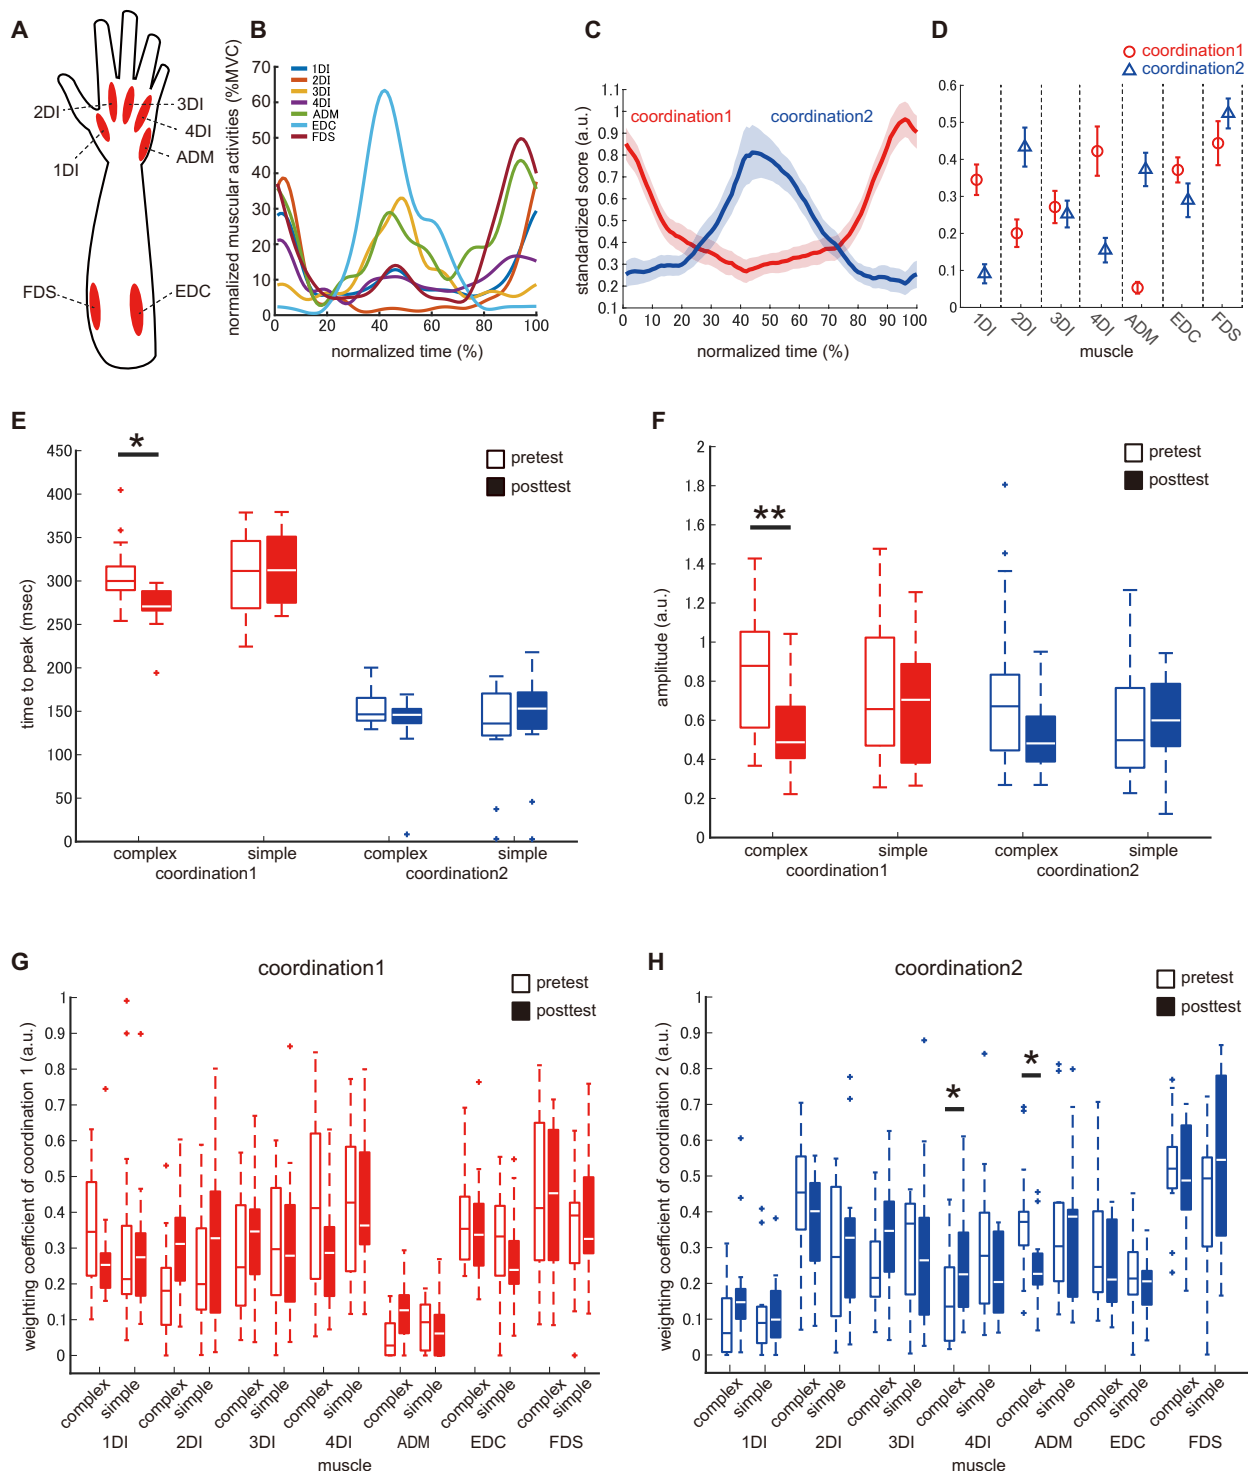 A
2DI
3DI
4DI
1DI
ADM
FDS
EDC
B
normalized muscular activities (%MVC)
70
60
50
40
30
20
10
0
1DI
2DI
3DI
4DI
ADM
EDC
FDS
0 20 40 60 80 100
normalized time (%)
C
standardized score (a.u.)
1.1
1
0.9
0.8
0.7
0.6
0.5
0.4
0.3
0.2
0.1
coordination1 coordination2
0 10 20 30 40 50 60 70 80 90 100
normalized time (%)
D
coordination1
coordination2
0.6
0.4
0.3
0.2
0.1
0
1DI 2DI 3DI 4DI ADM EDC FDS
muscle
E
time to peak (msec)
450
400
350
300
250
200
150
100
50
0
*
pretest
posttest
complex simple complex simple
coordination1 coordination2
F
amplitude (a.u.)
2
1.8
1.6
1.4
1.2
1
0.8
0.6
0.4
0.2
0
**
pretest
posttest
complex simple complex simple
coordination1 coordination2
G
coordination1
pretest
posttest
weighting coefficient of coordination 1 (a.u.)
1
0.9
0.8
0.7
0.6
0.5
0.4
0.3
0.2
0.1
0
complex simple complex simple complex simple complex simple complex simple complex simple complex simple
1DI 2DI 3DI 4DI ADM EDC FDS
muscle
H
coordination2
pretest
posttest
weighting coefficient of coordination 2 (a.u.)
1
0.9
0.8
0.7
0.6
0.5
0.4
0.3
0.2
0.1
0
* *
complex simple complex simple complex simple complex simple complex simple complex simple complex simple
1DI 2DI 3DI 4DI ADM EDC FDS
muscle